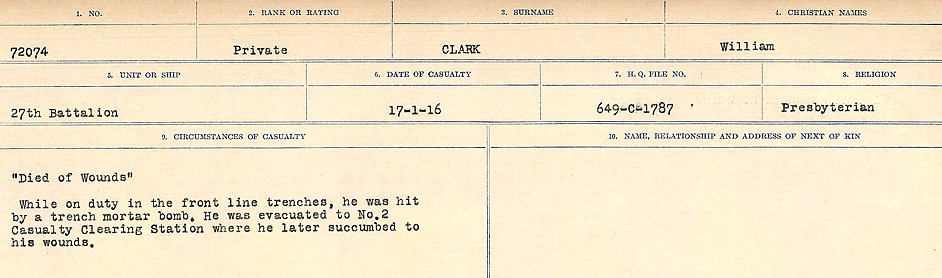 1. NO. 2. RANK OR RATING 3. SURNAME 4. CHRISTIAN NAMES
72074 Private CLARK William
5. UNIT OR SHIP 6. DATE OF CASUALTY 7. H. Q. FILE NO. 8. RELIGION
27th Battalion 17-1-16 649-C-1787 Presbyterian
9. CIRCUMSTANCES OF CASUALTY 10. NAME, RELATIONSHIP AND ADDRESS OF NEXT OF KIN
"Died of Wounds"
While on duty in the front line trenches, he was hit
by a trench mortar bomb. He was evacuated to No.2
Casualty Clearing Station where he later succumbed to
his wounds.